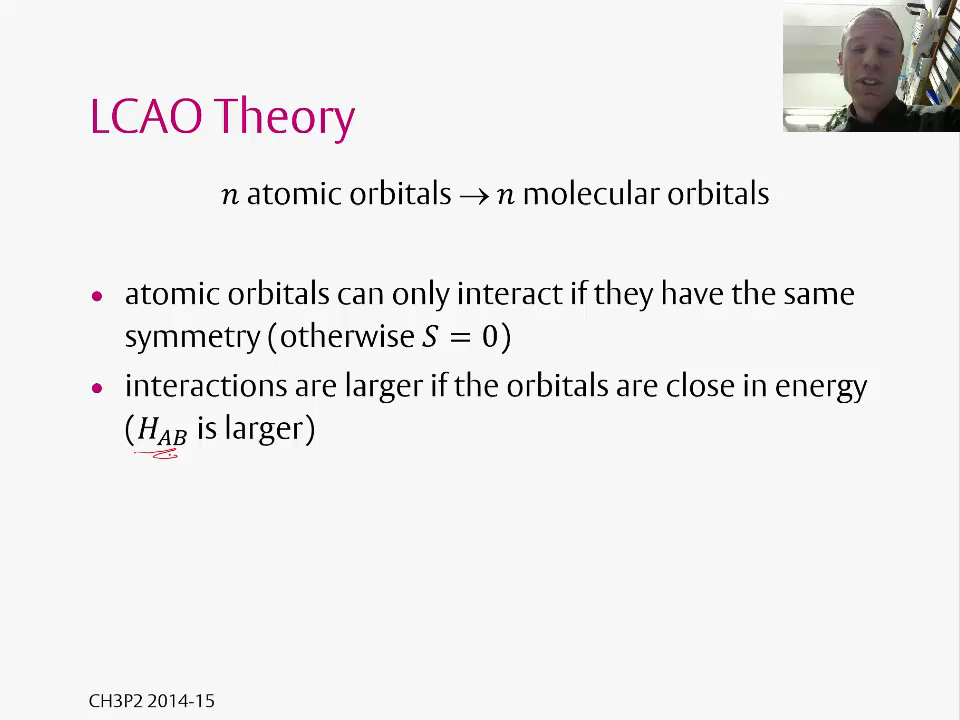 LCAO Theory
n atomic orbitals → n molecular orbitals
• atomic orbitals can only interact if they have the same
symmetry (otherwise S = 0)
• interactions are larger if the orbitals are close in energy
(H_AB is larger)
CH3P2 2014-15